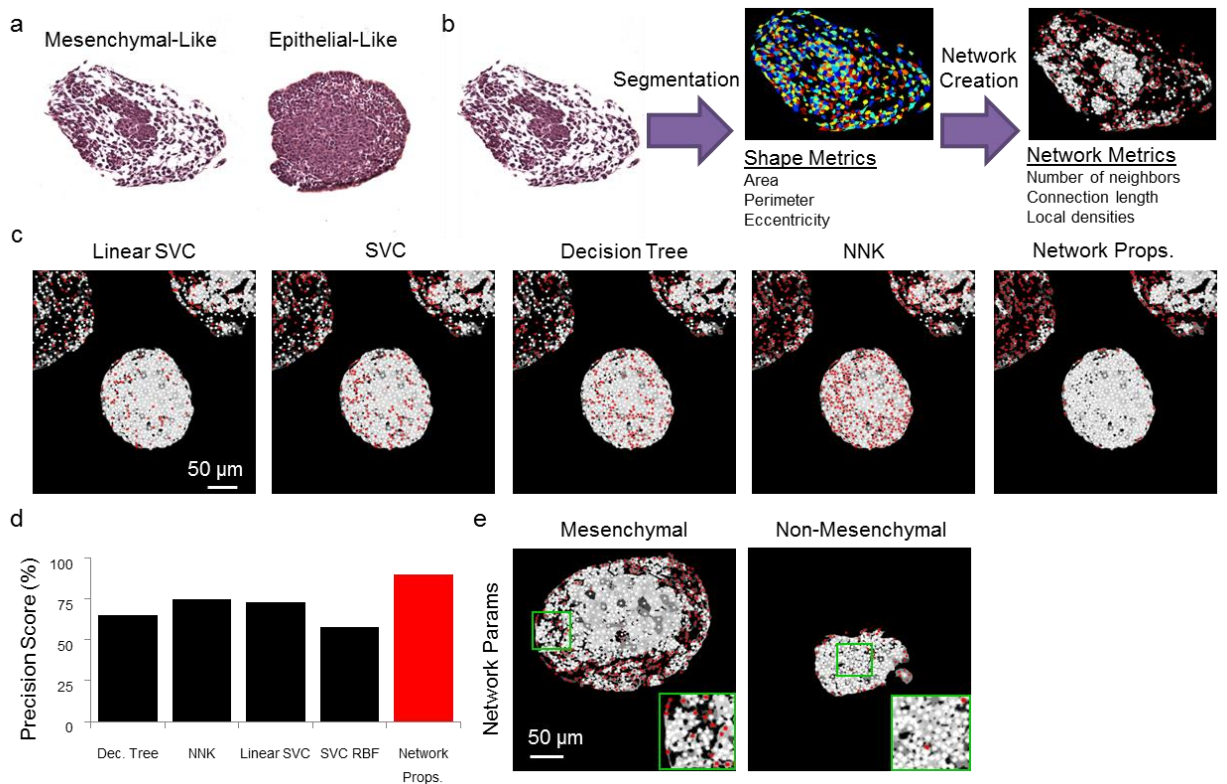 a
Mesenchymal-Like
Epithelial-Like
b
Segmentation
Shape Metrics
Area
Perimeter
Eccentricity
Network
Creation
Network Metrics
Number of neighbors
Connection length
Local densities
c
Linear SVC
SVC
Decision Tree
NNK
Network Props.
50 µm
d
Precision Score (%)
100
75
50
25
0
Dec. Tree
NNK
Linear SVC
SVC RBF
Network
Props.
e
Mesenchymal
Non-Mesenchymal
Network Params
50 µm